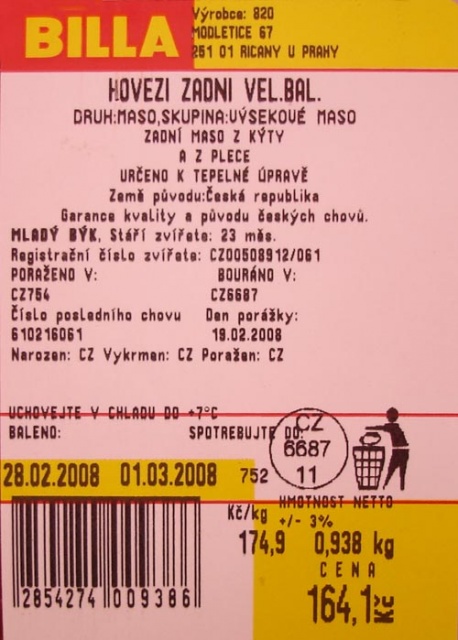 BILLA
Výrobce: 820
MODLETICE 67
251 01 RICANY U PRAHY
HOVEZI ZADNI VEL.BAL.
DRUH:MASO,SKUPINA:VÝSEKOVÉ MASO
ZADNÍ MASO Z KÝTY
A Z PLECE
URČENO K TEPELNÉ ÚPRAVĚ
Země původu:Česká republika
Garance kvality a původu českých chovů.
MLADÝ BÝK, Stáří zvířete: 23 měs.
Registrační číslo zvířete: CZ00508912/061
PORAŽENO V: BOURÁNO V:
CZ754 CZ6687
Číslo posledního chovu Den porážky:
610216061 19.02.2008
Narozen: CZ Vykrmen: CZ Poražen: CZ
UCHOVEJTE V CHLADU DO +7°C
BALENO: SPOTREBUJTE DO:
CZ
6687
11
28.02.2008 01.03.2008 752
HMOTNOST NETTO
Kč/kg +/- 3%
174,9 0,938 kg
CENA
164,1 Kč
2854274 009386